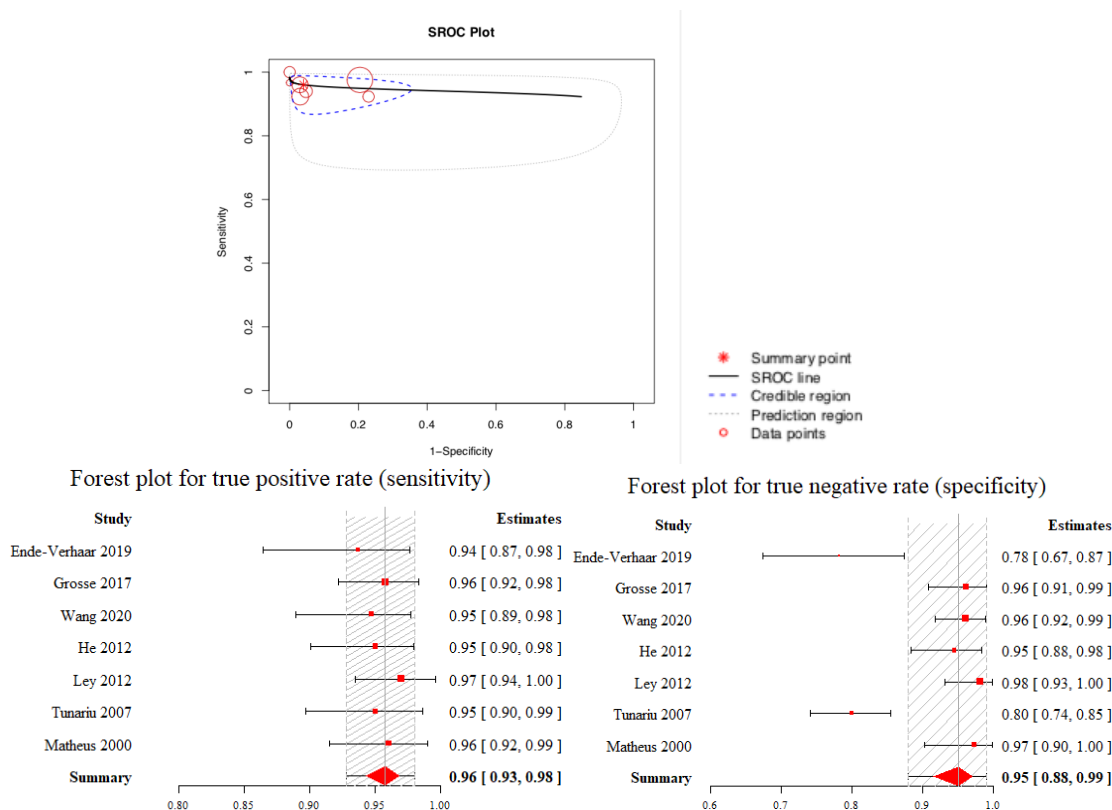 SROC Plot
1
0.8
0.6
0.4
0.2
0
Sensitivity
0 0.2 0.4 0.6 0.8 1
1−Specificity
Summary point
SROC line
Credible region
Prediction region
Data points
Forest plot for true positive rate (sensitivity)
Study Estimates
Ende-Verhaar 2019 0.94 [ 0.87, 0.98 ]
Grosse 2017 0.96 [ 0.92, 0.98 ]
Wang 2020 0.95 [ 0.89, 0.98 ]
He 2012 0.95 [ 0.90, 0.98 ]
Ley 2012 0.97 [ 0.94, 1.00 ]
Tunariu 2007 0.95 [ 0.90, 0.99 ]
Matheus 2000 0.96 [ 0.92, 0.99 ]
Summary 0.96 [ 0.93, 0.98 ]
0.80 0.90 0.95 1.00
Forest plot for true negative rate (specificity)
Study Estimates
Ende-Verhaar 2019 0.78 [ 0.67, 0.87 ]
Grosse 2017 0.96 [ 0.91, 0.99 ]
Wang 2020 0.96 [ 0.92, 0.99 ]
He 2012 0.95 [ 0.88, 0.98 ]
Ley 2012 0.98 [ 0.93, 1.00 ]
Tunariu 2007 0.80 [ 0.74, 0.85 ]
Matheus 2000 0.97 [ 0.90, 1.00 ]
Summary 0.95 [ 0.88, 0.99 ]
0.6 0.7 0.8 0.9 1.0